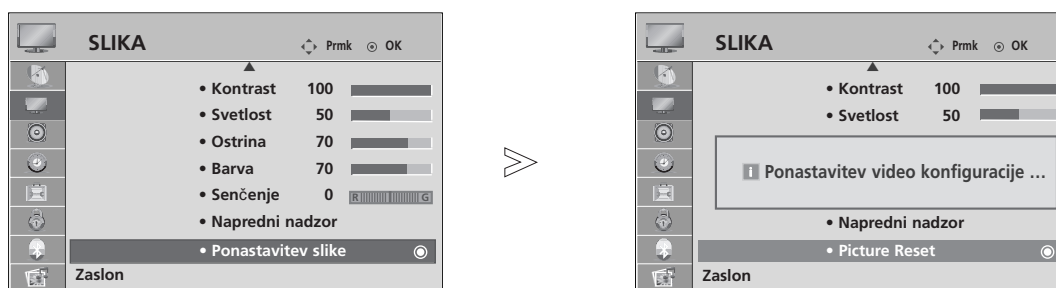 SLIKA Prmk OK
• Kontrast 100
• Svetlost 50
• Ostrina 70
• Barva 70
• Senčenje 0 R G
• Napredni nadzor
• Ponastavitev slike
Zaslon
SLIKA Prmk OK
• Kontrast 100
• Svetlost 50
i Ponastavitev video konfiguracije ...
• Napredni nadzor
• Picture Reset
Zaslon